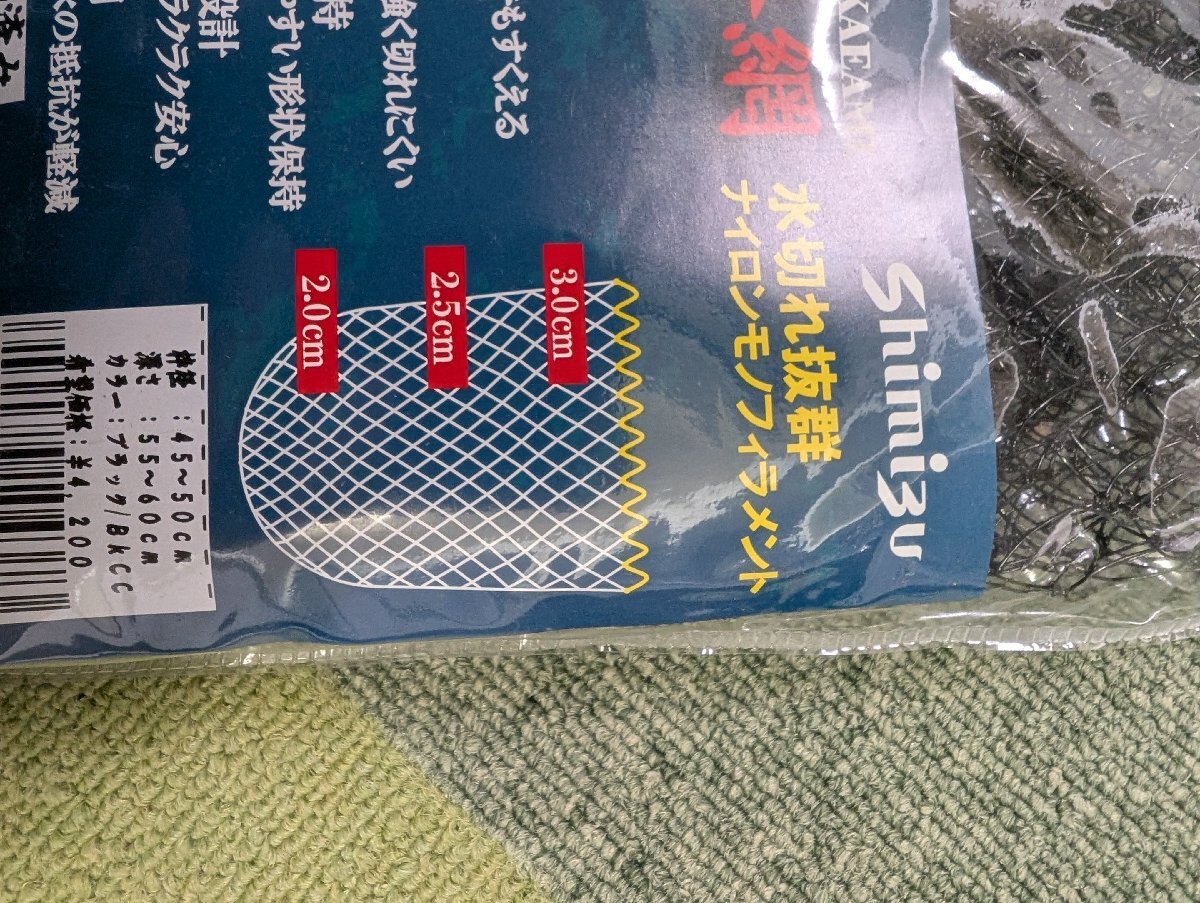 Shimizu
KAEAM
網
水切れ抜群
ナイロンモノフィラメント
3.0cm
2.5cm
2.0cm
もすくえる
強く切れにくい
持
やすい形状保持
設計
ラクラク安心
の抵抗が軽減
枠径 :45~50cm
深さ :55~60cm
カラー:ブラック/BkCC
希望価格:¥4,200